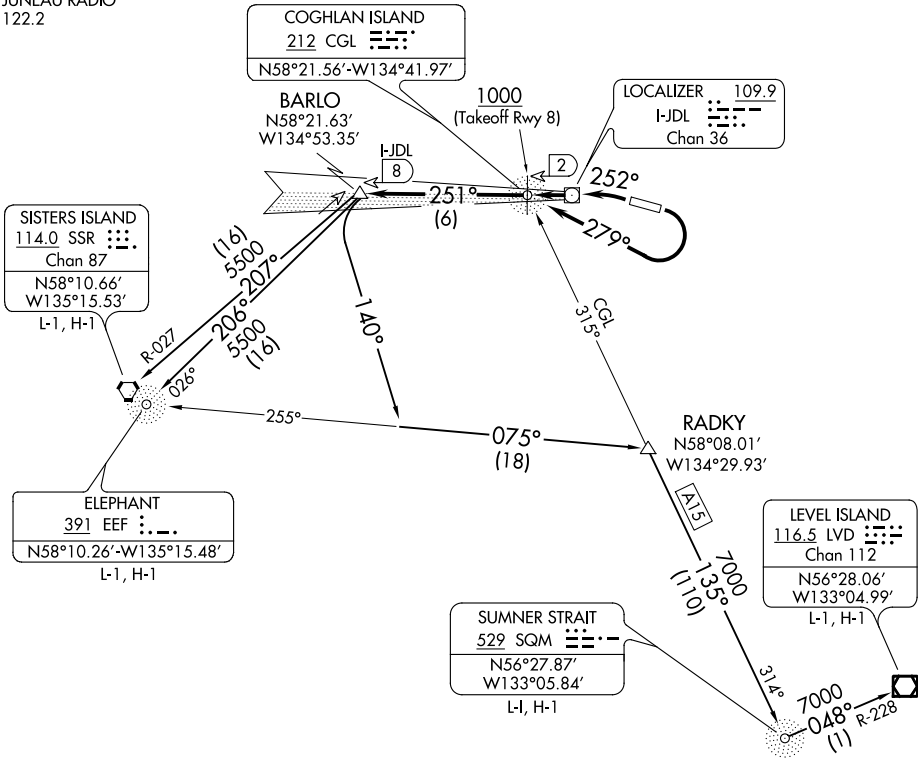 JUNEAU RADIO
122.2
COGHLAN ISLAND
212 CGL
N58°21.56'-W134°41.97'
BARLO
N58°21.63'
W134°53.35'
1000
(Takeoff Rwy 8)
LOCALIZER 109.9
I-JDL
Chan 36
I-JDL
8
2
252°
251°
(6)
279°
SISTERS ISLAND
114.0 SSR
Chan 87
N58°10.66'
W135°15.53'
L-1, H-1
(16)
5500
207°
R-027
206°
5500
(16)
026°
140°
CGL
315°
255°
075°
(18)
RADKY
N58°08.01'
W134°29.93'
ELEPHANT
391 EEF
N58°10.26'-W135°15.48'
L-1, H-1
A15
7000
135°
(110)
314°
LEVEL ISLAND
116.5 LVD
Chan 112
N56°28.06'
W133°04.99'
L-1, H-1
SUMNER STRAIT
529 SQM
N56°27.87'
W133°05.84'
L-I, H-1
7000
048°
(1)
R-228